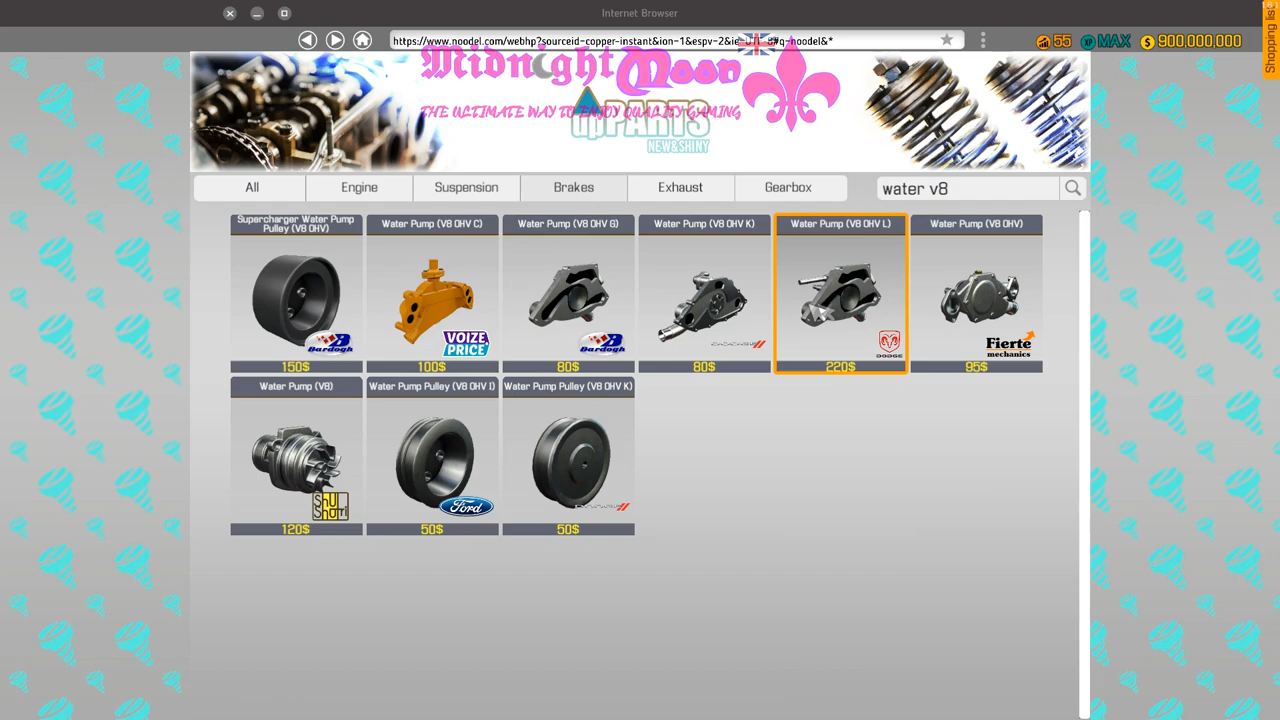 Internet Browser
https://www.noodel.com/webhp?sourceid-copper-instant&ion-1&espv-2&ie-UTF-8#q-noodel&*
55
XP
MAX
$
900,000,000
Shopping list
Midnight Moon
THE ULTIMATE WAY TO ENJOY QUALITY GAMING
PARTS
NEW&SHINY
All
Engine
Suspension
Brakes
Exhaust
Gearbox
water v8
Supercharger Water Pump
Pulley (V8 OHV)
Bardogh
150$
Water Pump (V8 OHV C)
VOIZE
PRICE
100$
Water Pump (V8 OHV G)
Bardogh
80$
Water Pump (V8 OHV K)
80$
Water Pump (V8 OHV L)
DODGE
220$
Water Pump (V8 OHV)
Fierte
mechanics
95$
Water Pump (V8)
120$
Water Pump Pulley (V8 OHV I)
Ford
50$
Water Pump Pulley (V8 OHV K)
50$